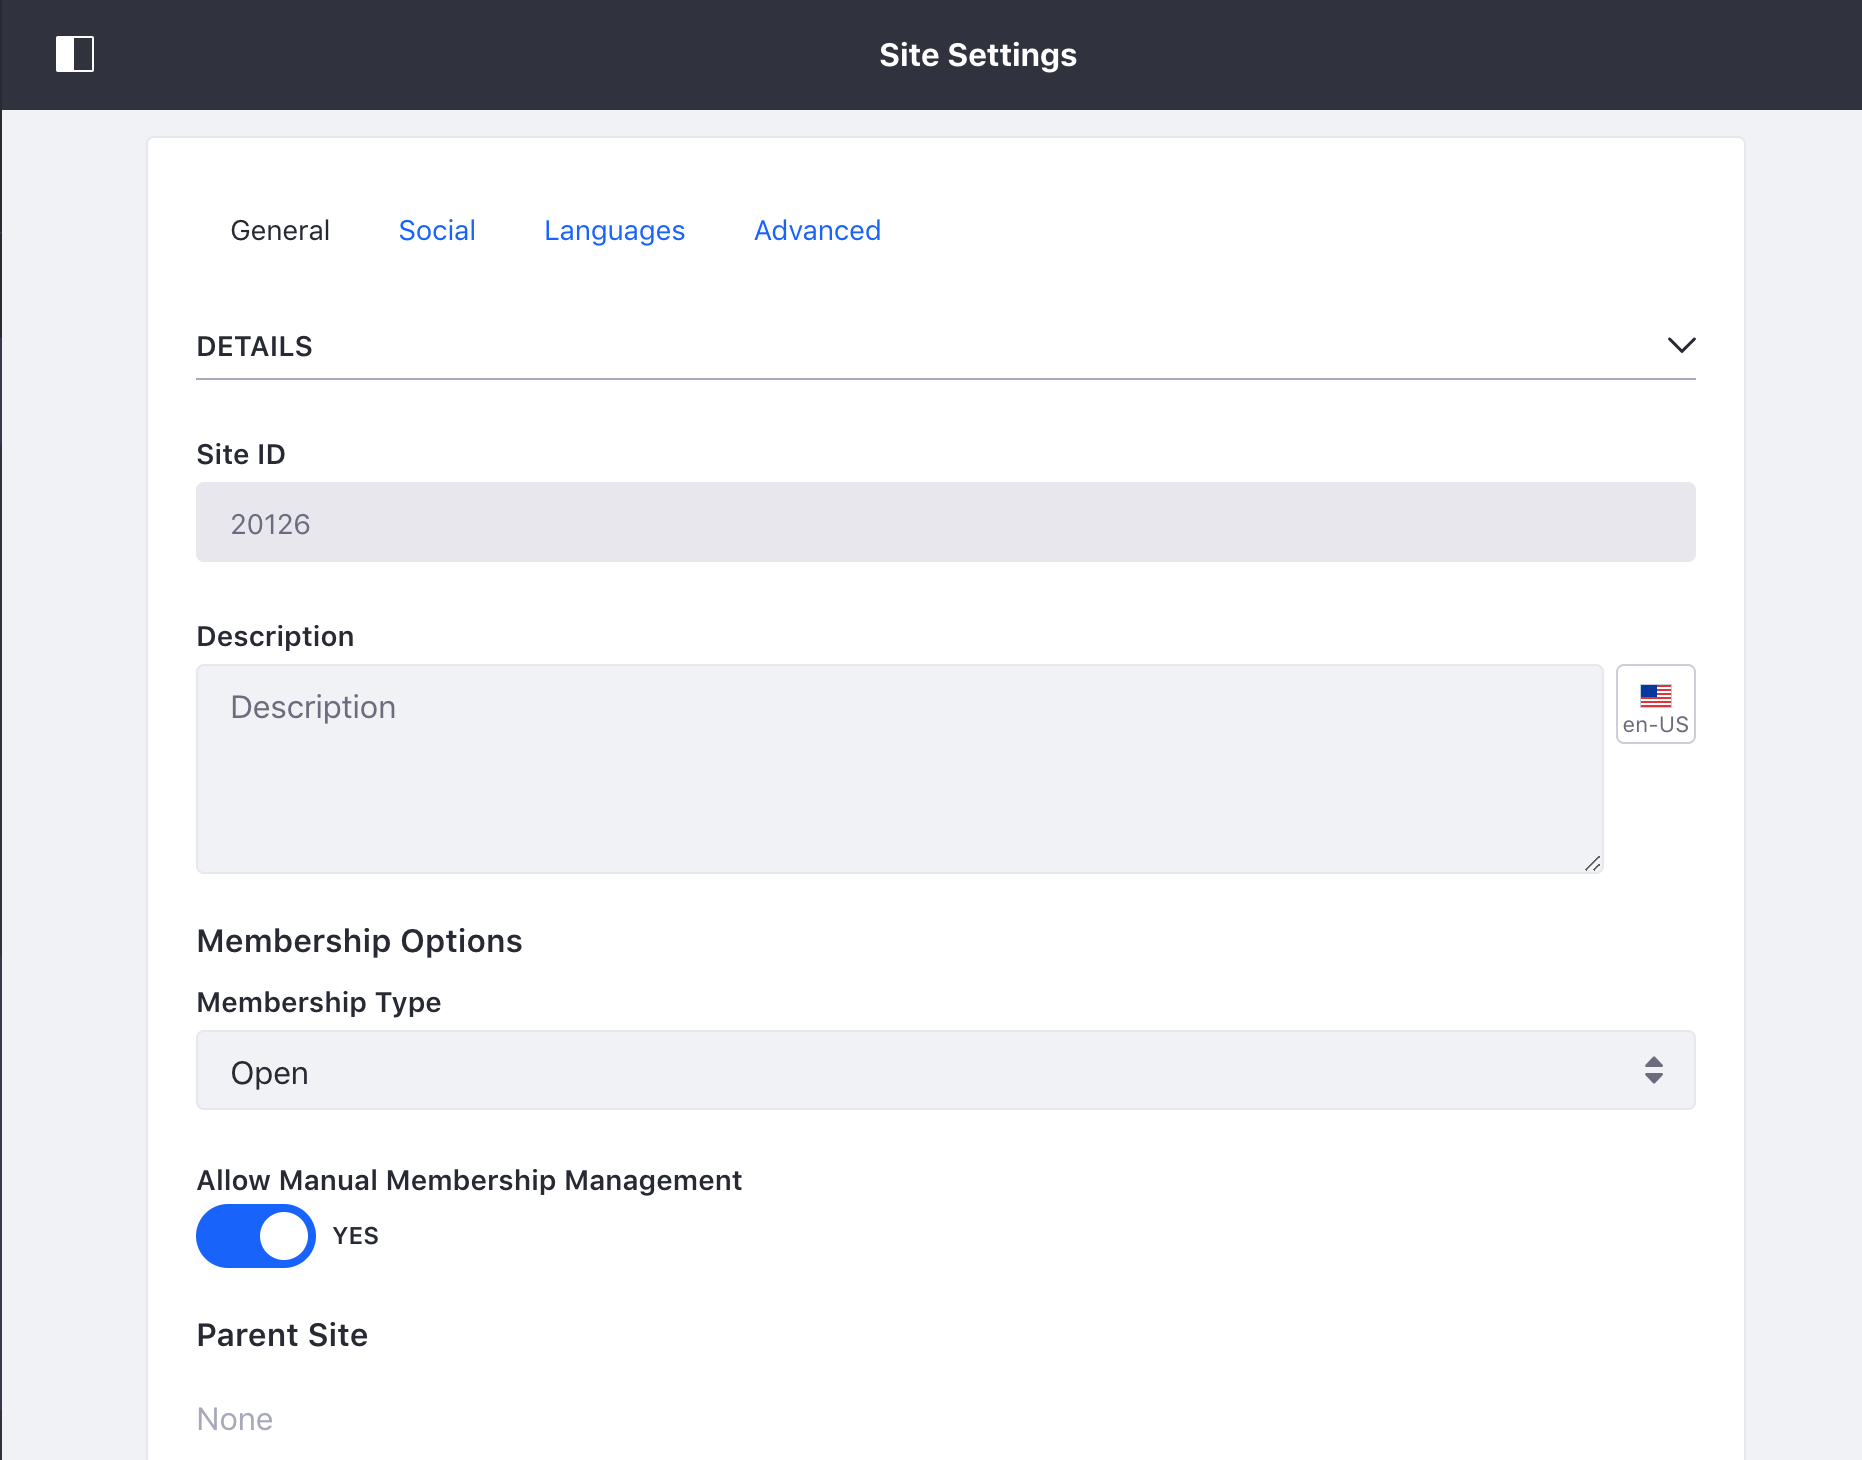 Site Settings
General Social Languages Advanced
DETAILS
Site ID
20126
Description
Description
en-US
Membership Options
Membership Type
Open
Allow Manual Membership Management
YES
Parent Site
None